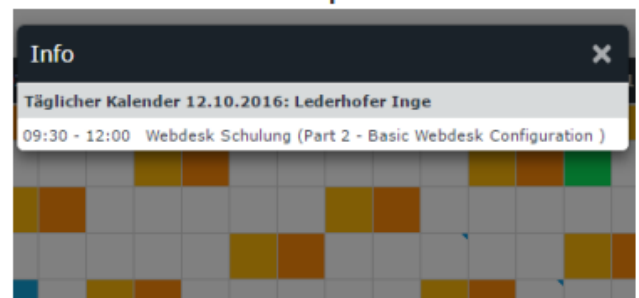 Info
Täglicher Kalender 12.10.2016: Lederhofer Inge
09:30 - 12:00 Webdesk Schulung (Part 2 - Basic Webdesk Configuration )